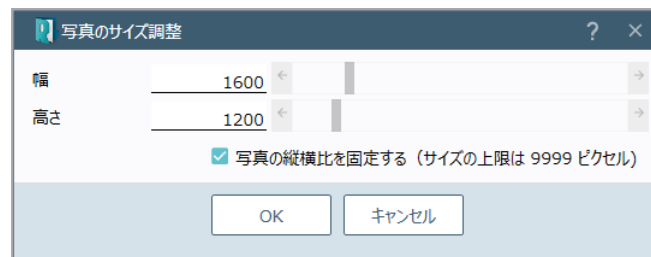 写真のサイズ調整 ? ×
幅 1600 ← →
高さ 1200 ← →
写真の縦横比を固定する（サイズの上限は 9999 ピクセル)
OK キャンセル